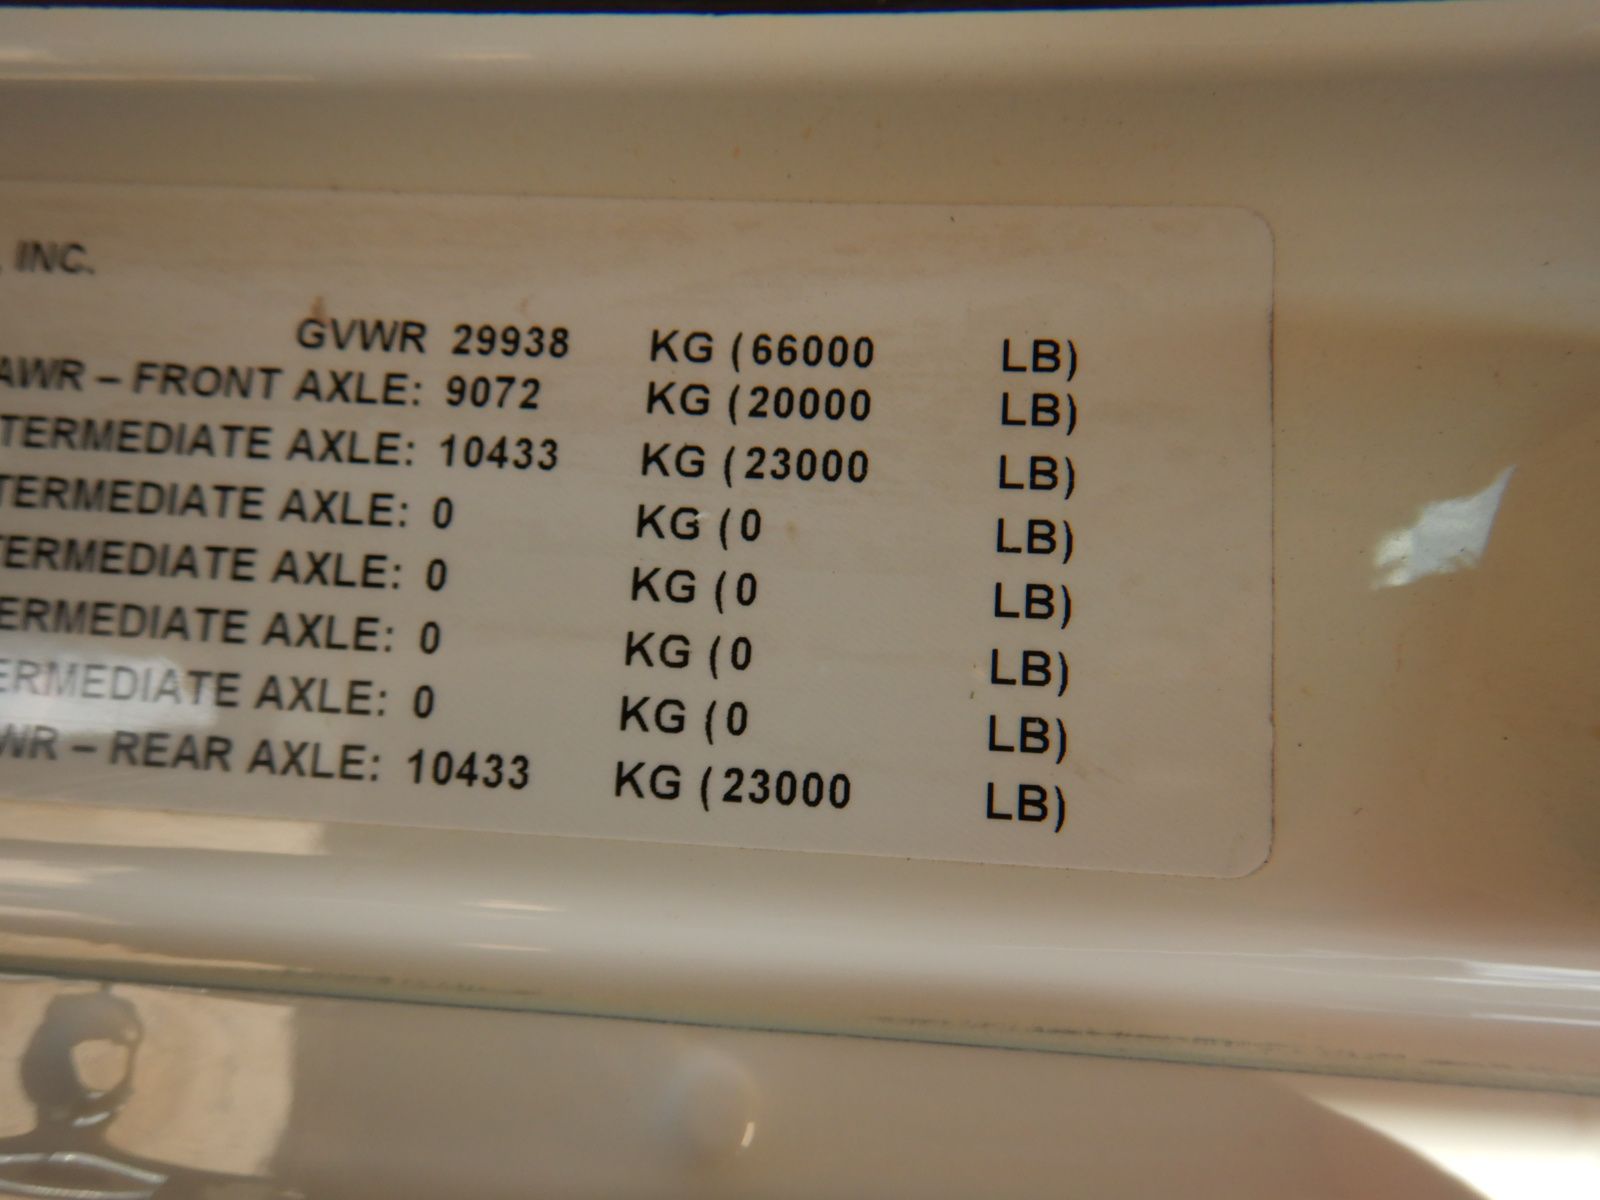 , INC.
GVWR 29938 KG (66000 LB)
AWR – FRONT AXLE: 9072 KG (20000 LB)
TERMEDIATE AXLE: 10433 KG (23000 LB)
TERMEDIATE AXLE: 0 KG (0 LB)
TERMEDIATE AXLE: 0 KG (0 LB)
ERMEDIATE AXLE: 0 KG (0 LB)
ERMEDIATE AXLE: 0 KG (0 LB)
WR – REAR AXLE: 10433 KG (23000 LB)